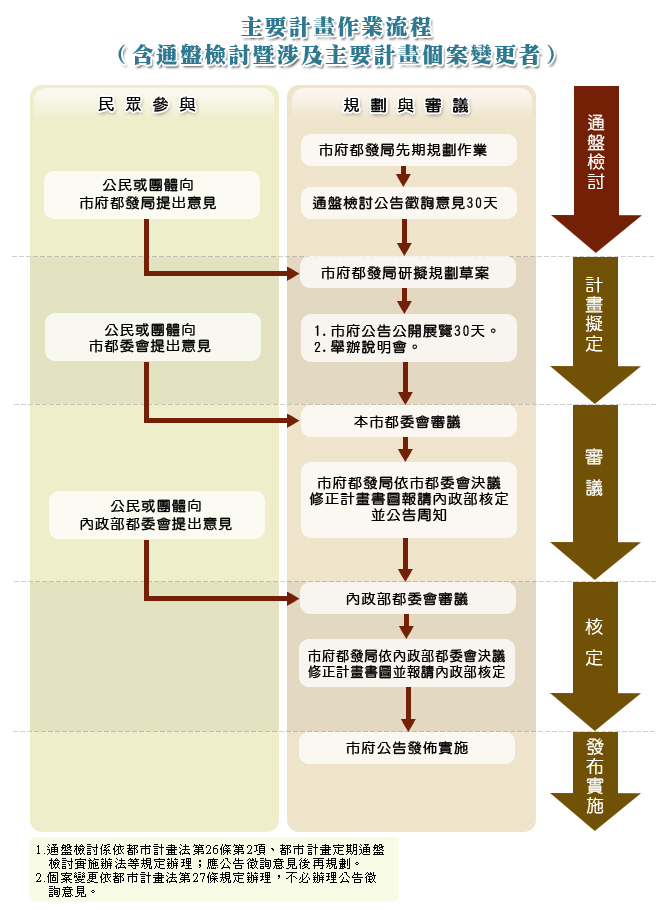 主要計畫作業流程
（含通盤檢討暨涉及主要計畫個案變更者）
民眾參與
規劃與審議
通盤檢討
市府都發局先期規劃作業
公民或團體向
市府都發局提出意見
通盤檢討公告徵詢意見30天
市府都發局研擬規劃草案
計畫擬定
公民或團體向
市都委會提出意見
1.市府公告公開展覽30天。
2.舉辦說明會。
本市都委會審議
審議
市府都發局依市都委會決議
修正計畫書圖報請內政部核定
並公告周知
公民或團體向
內政部都委會提出意見
內政部都委會審議
核定
市府都發局依內政部都委會決議
修正計畫書圖並報請內政部核定
市府公告發佈實施
發布實施
1.通盤檢討係依都市計畫法第26條第2項、都市計畫定期通盤
檢討實施辦法等規定辦理；應公告徵詢意見後再規劃。
2.個案變更依都市計畫法第27條規定辦理，不必辦理公告徵
詢意見。